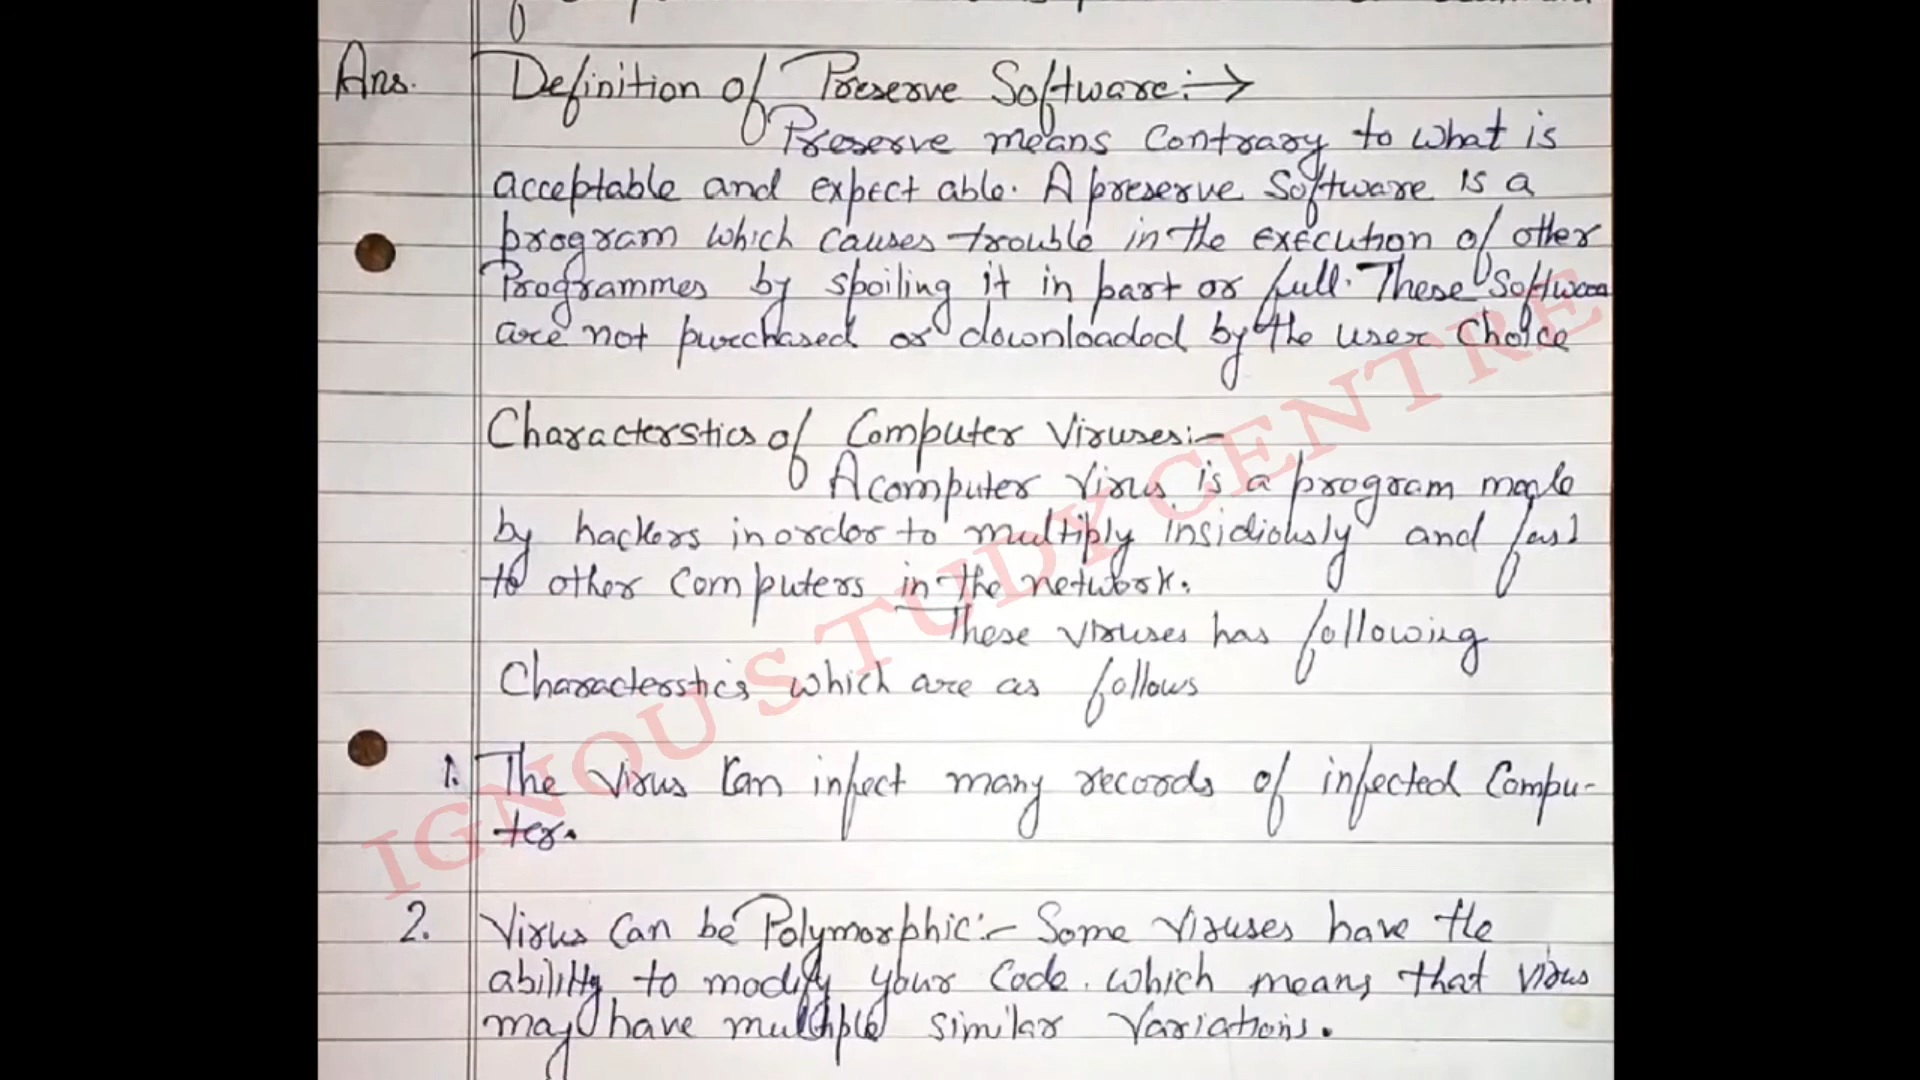 Ans. Definition of Preserve Software:→
Preserve means contrary to what is
acceptable and expect able. A preserve software is a
program which causes trouble in the execution of other
Programmes by spoiling it in part or full. These Software
are not purchased or downloaded by the user choice
Characterstics of Computer Viruses:-
A computer virus is a program made
by hackers in order to multiply insidiously and fast
to other computers in the network.
These viruses has following
Characterstics which are as follows
1. The virus can infect many records of infected Compu-
ter.
2. Virus can be Polymorphic:- Some viruses have the
ability to modify your code. which means that virus
may have multiple similar variations.
IGNOU STUDY CENTRE